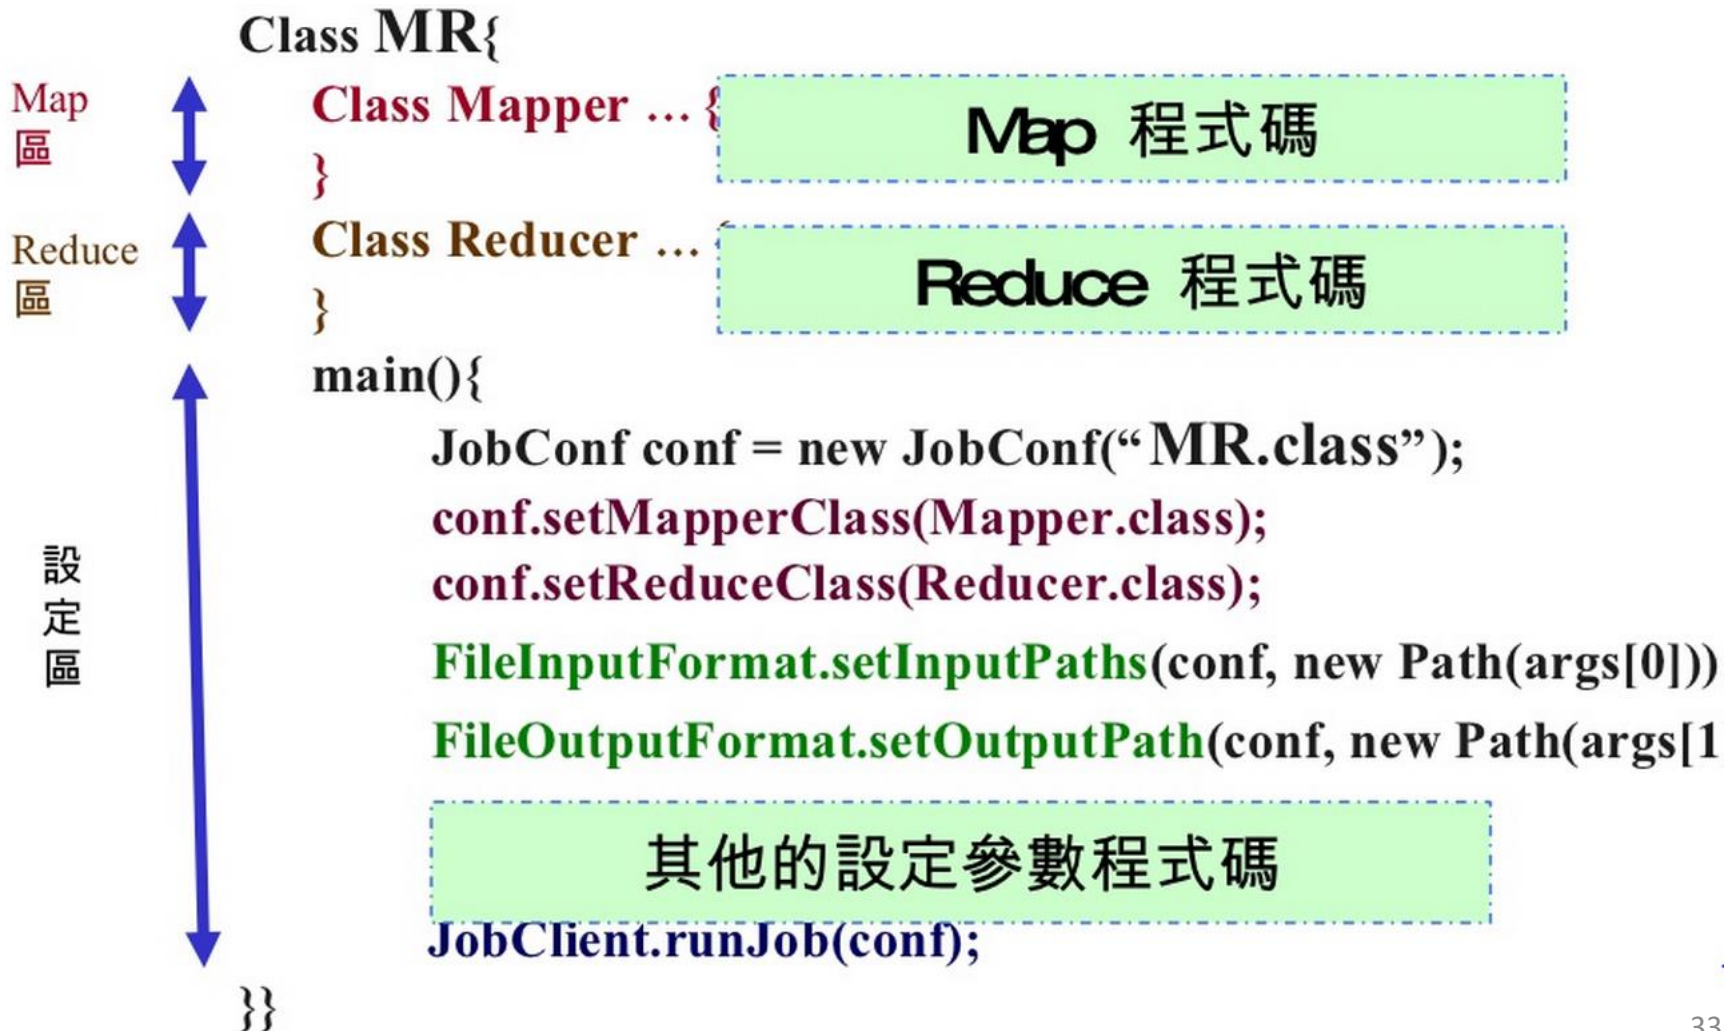 Class MR{
Map
區
Class Mapper … {
Map 程式碼
}
Reduce
區
Class Reducer …
Reduce 程式碼
}
main(){
設定區
JobConf conf = new JobConf(“MR.class”);
conf.setMapperClass(Mapper.class);
conf.setReduceClass(Reducer.class);
FileInputFormat.setInputPaths(conf, new Path(args[0]))
FileOutputFormat.setOutputPath(conf, new Path(args[1
其他的設定參數程式碼
JobClient.runJob(conf);
}}
33